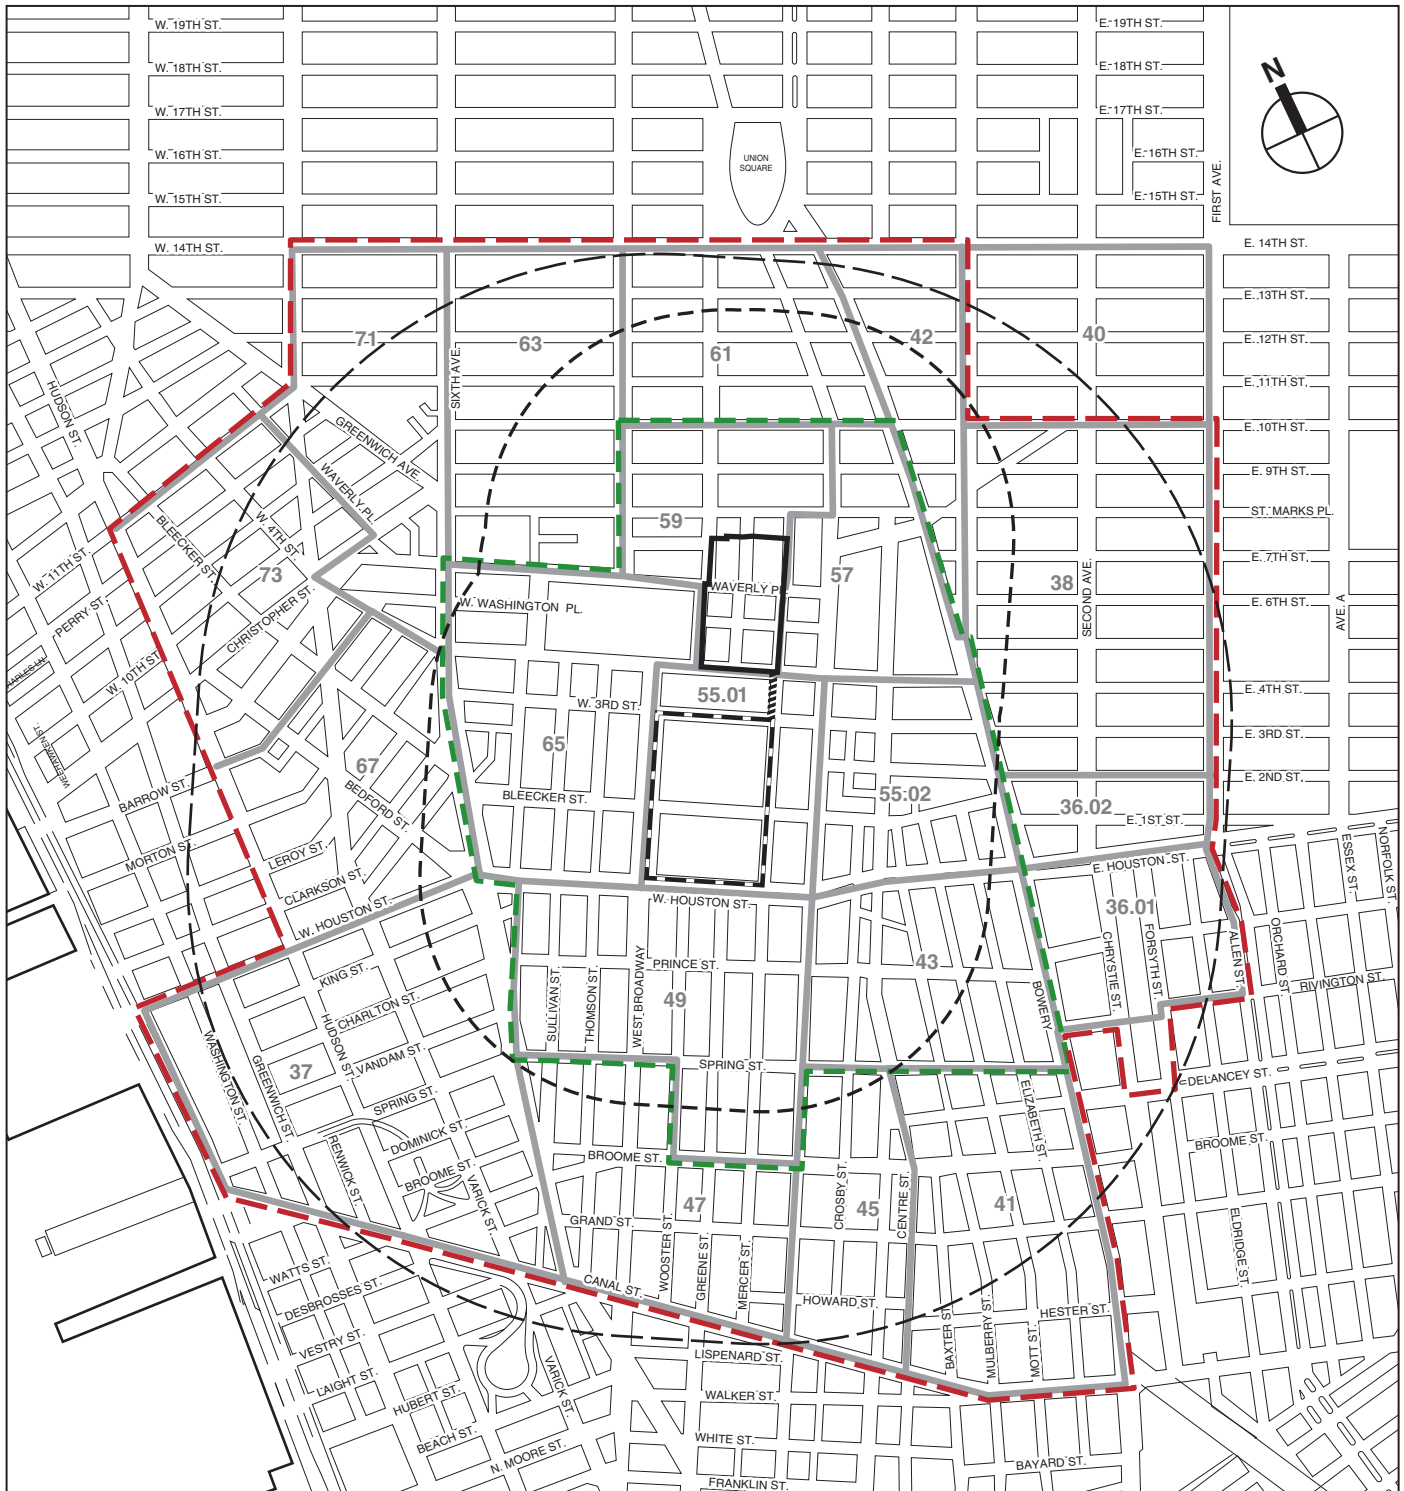 W. 19TH ST.
E. 19TH ST.
W. 18TH ST.
E. 18TH ST.
N
W. 17TH ST.
E. 17TH ST.
W. 16TH ST.
UNION
SQUARE
E. 16TH ST.
W. 15TH ST.
E. 15TH ST.
FIRST AVE.
W. 14TH ST.
E. 14TH ST.
E. 13TH ST.
71
63
61
42
40
E. 12TH ST.
SIXTH AVE.
E. 11TH ST.
HUDSON ST.
GREENWICH AVE.
E. 10TH ST.
WAVERLY PL.
E. 9TH ST.
BLEECKER ST.
W. 4TH ST.
59
ST. MARKS PL.
W. 11TH ST.
73
57
38
SECOND AVE.
E. 7TH ST.
PERRY ST.
CHRISTOPHER ST.
W. WASHINGTON PL.
WAVERLY PL.
E. 6TH ST.
AVE. A
W. 10TH ST.
55.01
W. 3RD ST.
E. 4TH ST.
WEEHAWKEN ST.
67
65
E. 3RD ST.
BARROW ST.
BEDFORD ST.
BLEECKER ST.
55.02
36.02
E. 2ND ST.
E. 1ST ST.
MORTON ST.
LEROY ST.
E. HOUSTON ST.
ESSEX ST.
NORFOLK ST.
CLARKSON ST.
W. HOUSTON ST.
W. HOUSTON ST.
36.01
KING ST.
SULLIVAN ST.
THOMSON ST.
WEST BROADWAY
PRINCE ST.
43
CHRYSTIE ST.
FORSYTH ST.
ALLEN ST.
ORCHARD ST.
RIVINGTON ST.
CHARLTON ST.
49
BOWERY
WASHINGTON ST.
GREENWICH ST.
37
HUDSON ST.
VANDAM ST.
SPRING ST.
DELANCEY ST.
SPRING ST.
ELIZABETH ST.
RENWICK ST.
DOMINICK ST.
BROOME ST.
BROOME ST.
BROOME ST.
VARICK ST.
47
CROSBY ST.
45
CENTRE ST.
41
GRAND ST.
WOOSTER ST.
GREENE ST.
MERCER ST.
ELDRIDGE ST.
WATTS ST.
CANAL ST.
HOWARD ST.
HESTER ST.
DESBROSSES ST.
BAXTER ST.
MULBERRY ST.
MOTT ST.
VESTRY ST.
LISPENARD ST.
LAIGHT ST.
VARICK ST.
WALKER ST.
HUBERT ST.
BEACH ST.
WHITE ST.
N. MOORE ST.
BAYARD ST.
FRANKLIN ST.